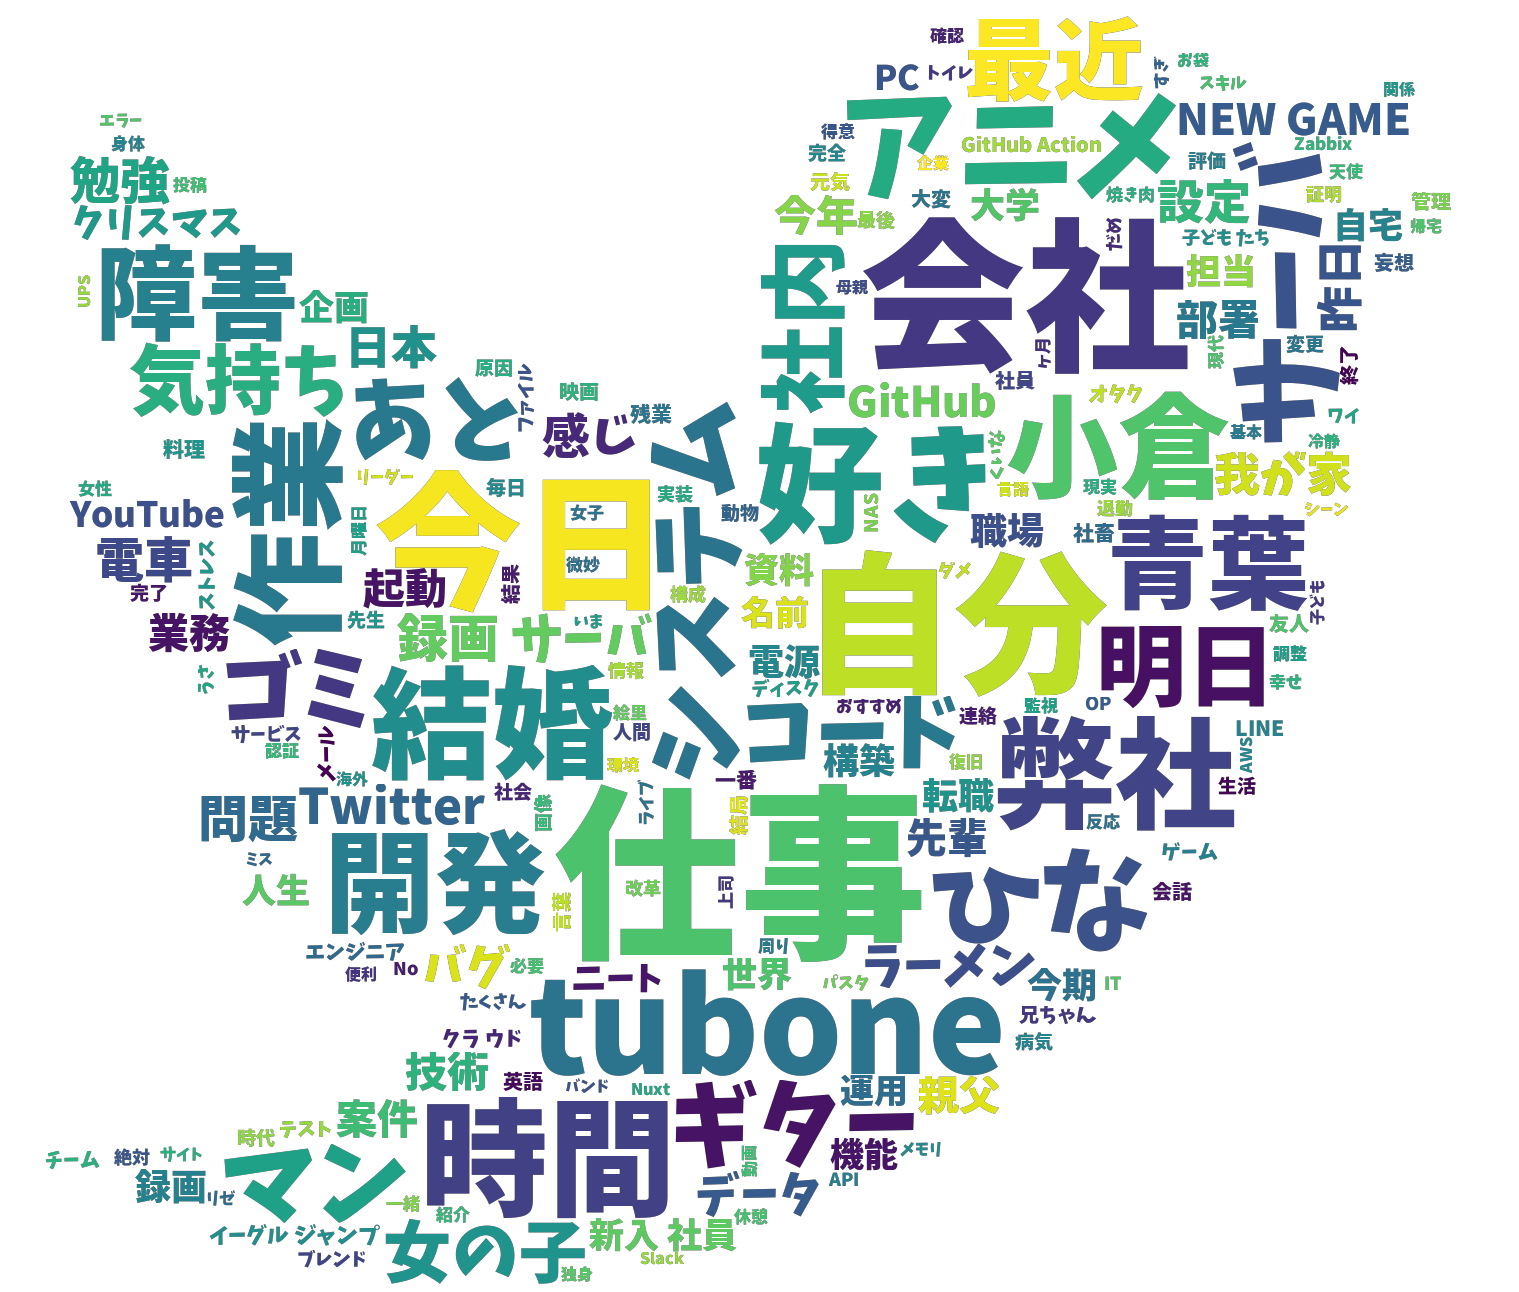 確認
最近
すぎ
お袋
PC
トイレ
スキル
関係
アニメ
NEW GAME
エラー
身体
得意
GitHub Action
Zabbix
完全
企業
評価
天使
勉強
投稿
元気
大変
大学
焼き肉
設定
証明
管理
クリスマス
今年
最後
自宅
帰宅
サーバ
だめ
子どもたち
障害
会社
社内
担当
昨日
妄想
UPS
企画
母親
部署
日本
ヶ月
現代
変更
終了
気持ち
原因
ファイル
社員
あと
映画
残業
GitHub
オタク
感じ
小倉
ワイ
基本
冷静
料理
作業
システム
好き
くいな
我が家
リーダー
今日
毎日
女性
実装
言語
現実
YouTube
女子
動物
NAS
退勤
シーン
月曜日
職場
社畜
青葉
電車
ストレス
微妙
資料
自分
ダメ
完了
起動
結果
構成
名前
子ども
業務
先生
録画 サーバ
いま
友人
明日
ゴミ
うさ
情報
電源
調整
結婚
ディスク
幸せ
サービス
絵里
コード
おすすめ
連絡
監視
OP
認証
メール
人間
弊社
LINE
環境
構築
復旧
AWS
海外
社会
一番
転職
生活
問題
Twitter
画像
ライブ
結局
仕事
先輩
反応
開発
ミス
ひな
ゲーム
人生
言葉
改革
上司
会話
エンジニア
便利
No
バグ
必要
周り
ラーメン
ニート
世界
パスタ
今期
IT
たくさん
tubone
兄ちゃん
クラウド
病気
技術
英語
バンド
Nuxt
ギター
運用
親父
案件
時間
時代
テスト
機能
メモリ
チーム
絶対
サイト
マン
動画
録画
リゼ
データ
API
一緒
紹介
休憩
イーグル ジャンプ
女の子
新入 社員
ブレンド
独身
Slack